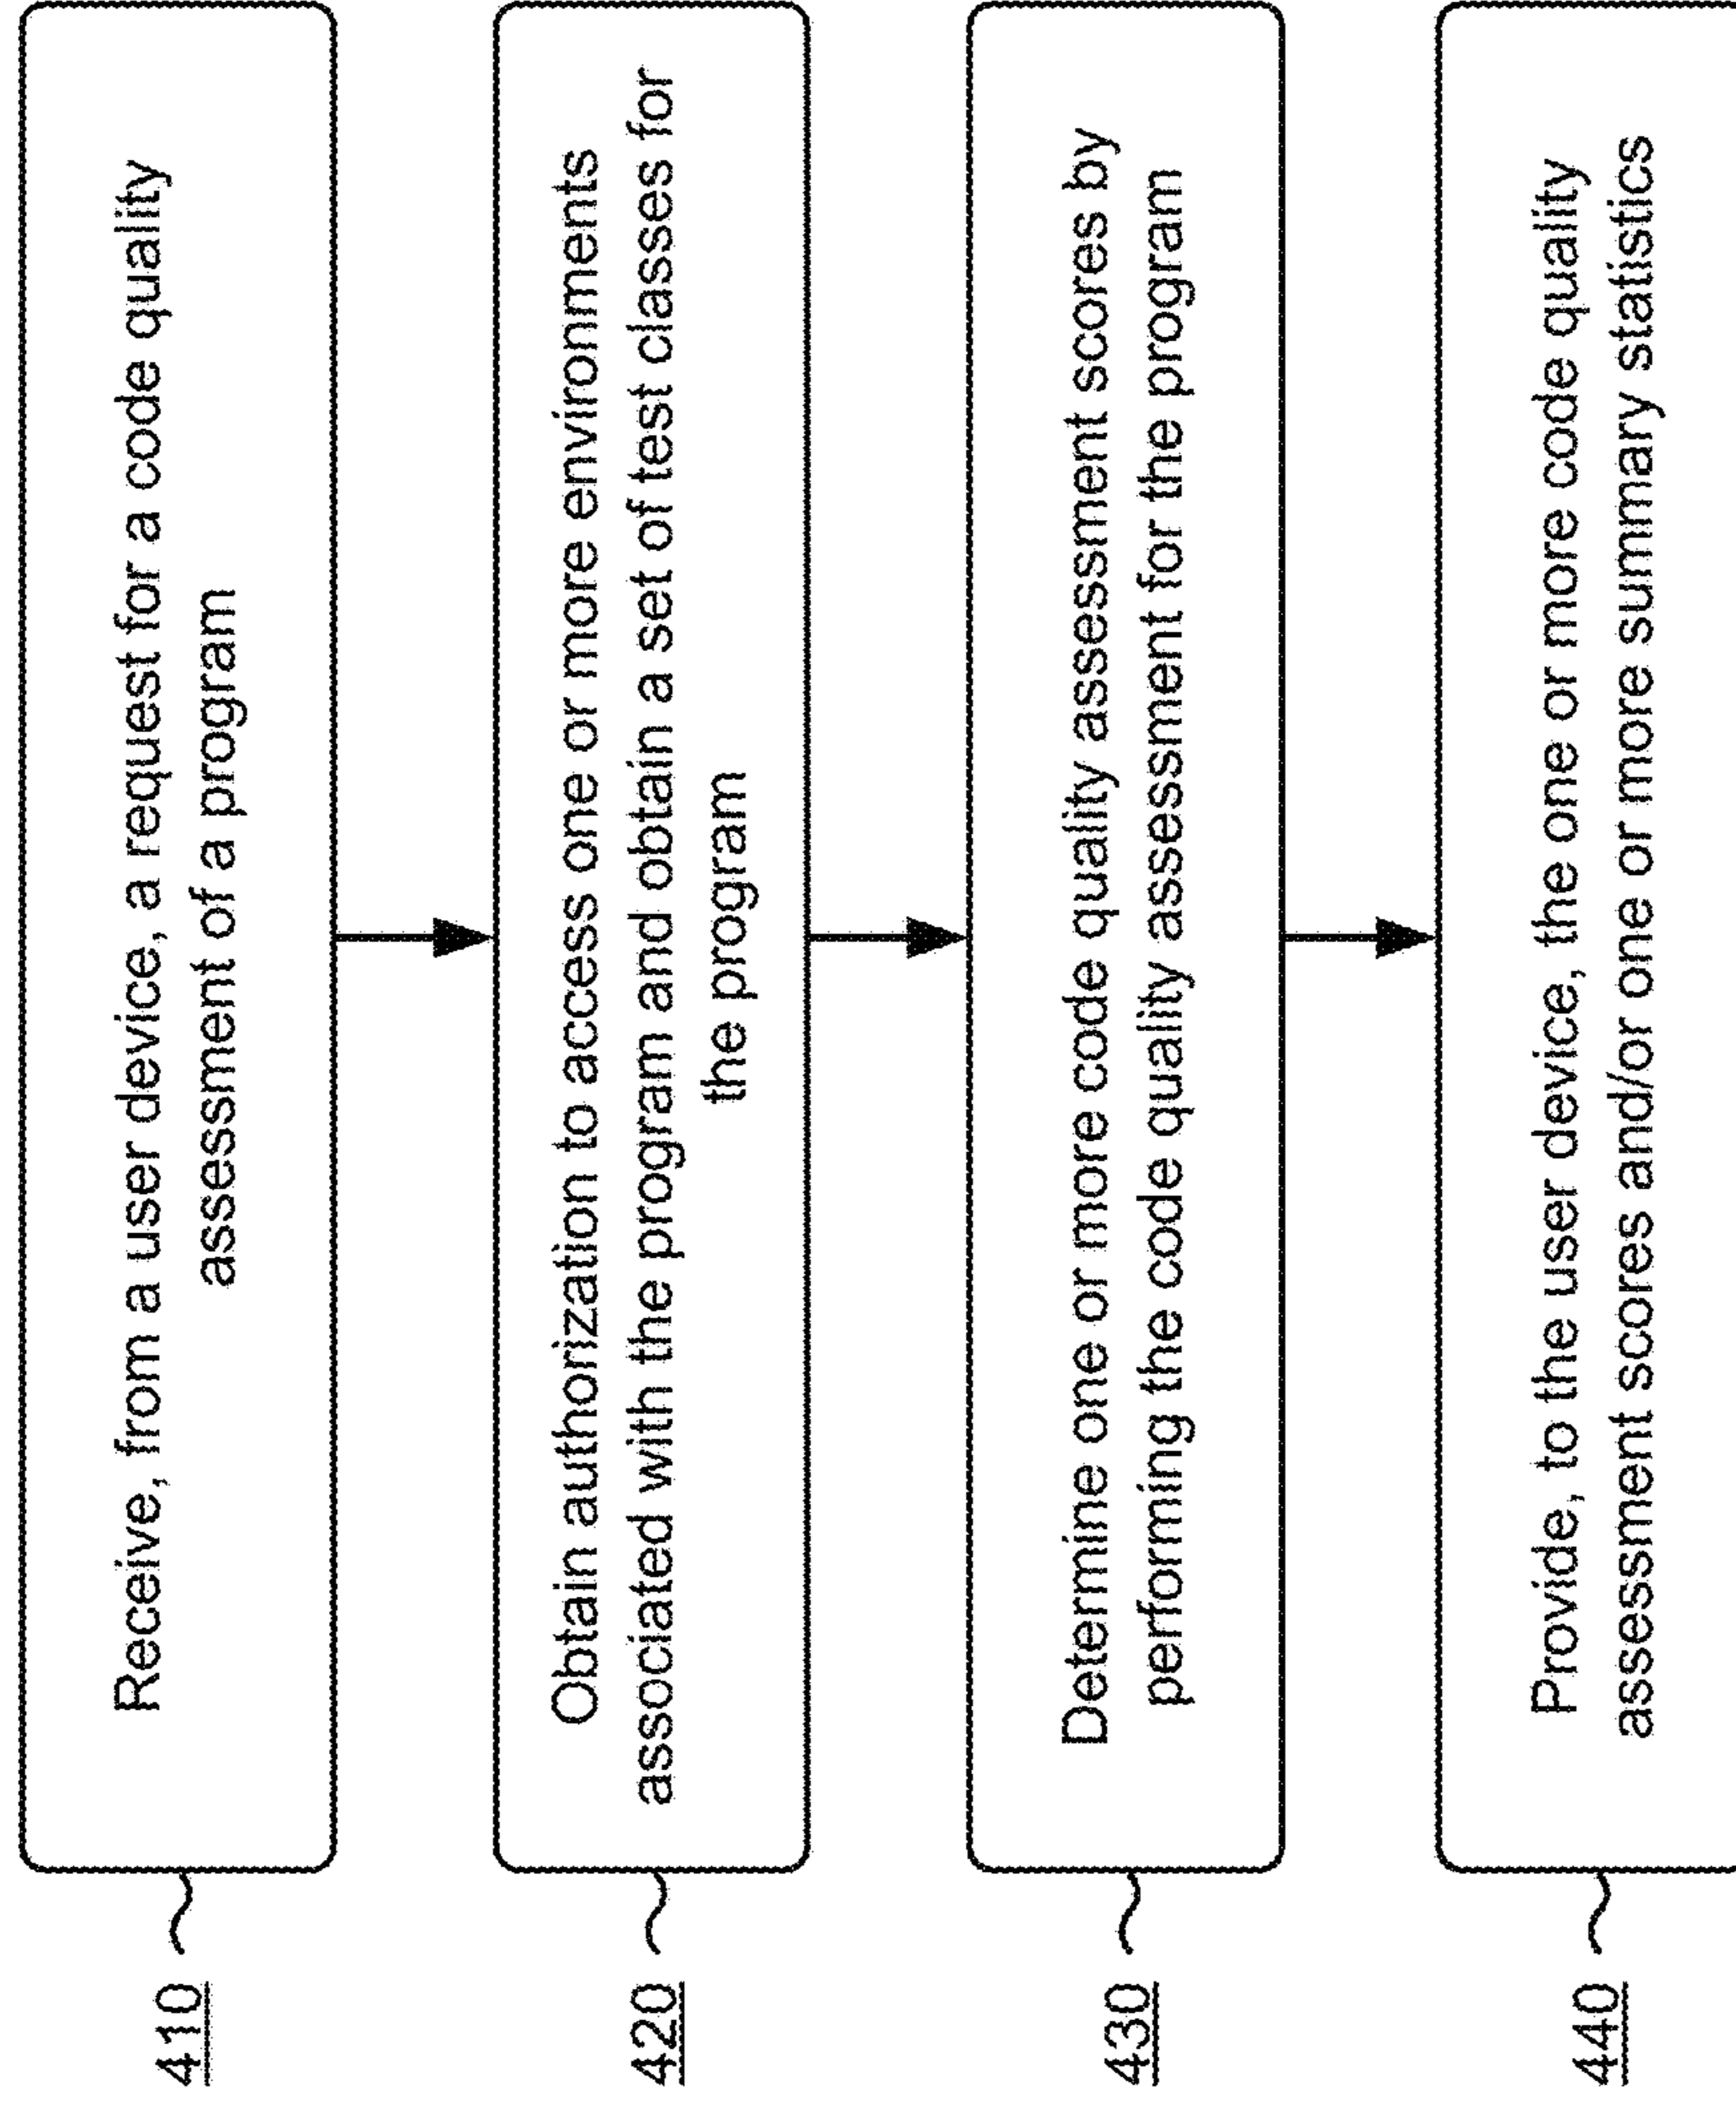 410
Receive, from a user device, a request for a code quality
assessment of a program
420
Obtain authorization to access one or more environments
associated with the program and obtain a set of test classes for
the program
430
Determine one or more code quality assessment scores by
performing the code quality assessment for the program
440
Provide, to the user device, the one or more code quality
assessment scores and/or one or more summary statistics